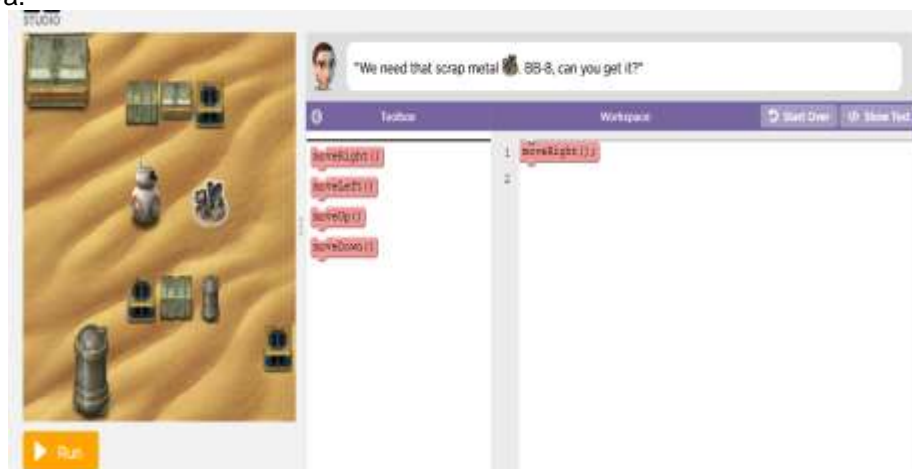 a.
STUDIO
"We need that scrap metal . BB-8, can you get it?"
Toolbox
Workspace
Start Over
Show Text
moveRight()
moveLeft()
moveUp()
moveDown()
1 moveRight();
2
Run